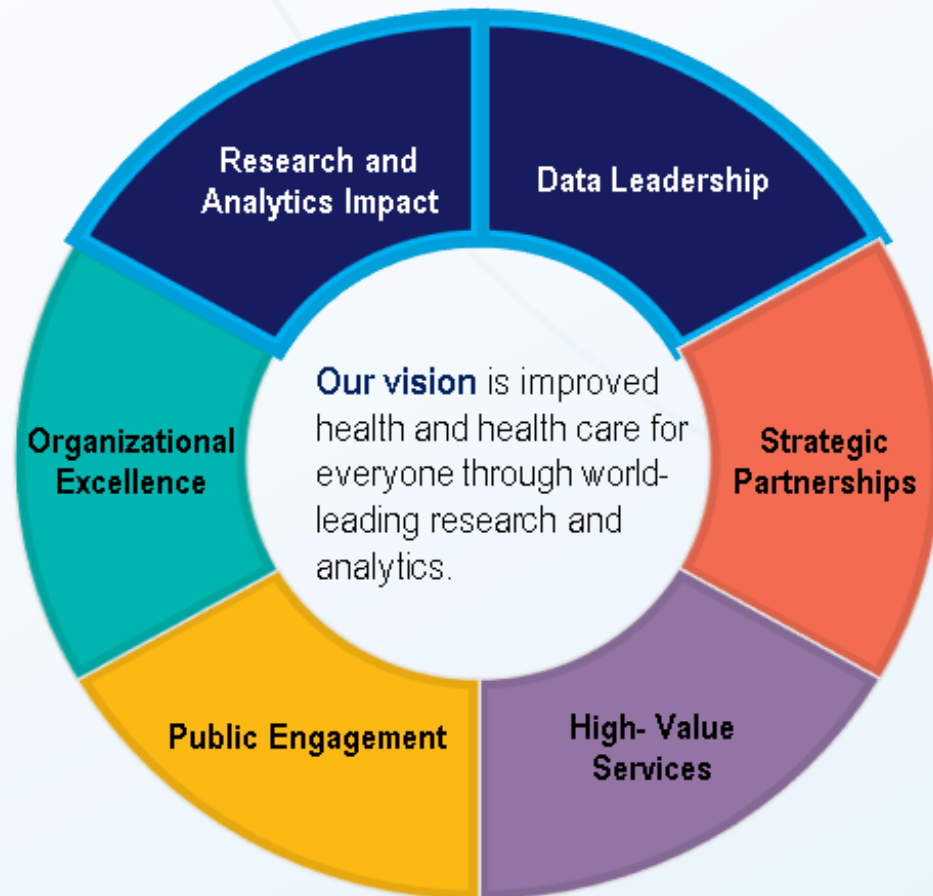 Research and
Analytics Impact
Data Leadership
Organizational
Excellence
Our vision is improved
health and health care for
everyone through world-
leading research and
analytics.
Strategic
Partnerships
Public Engagement
High- Value
Services